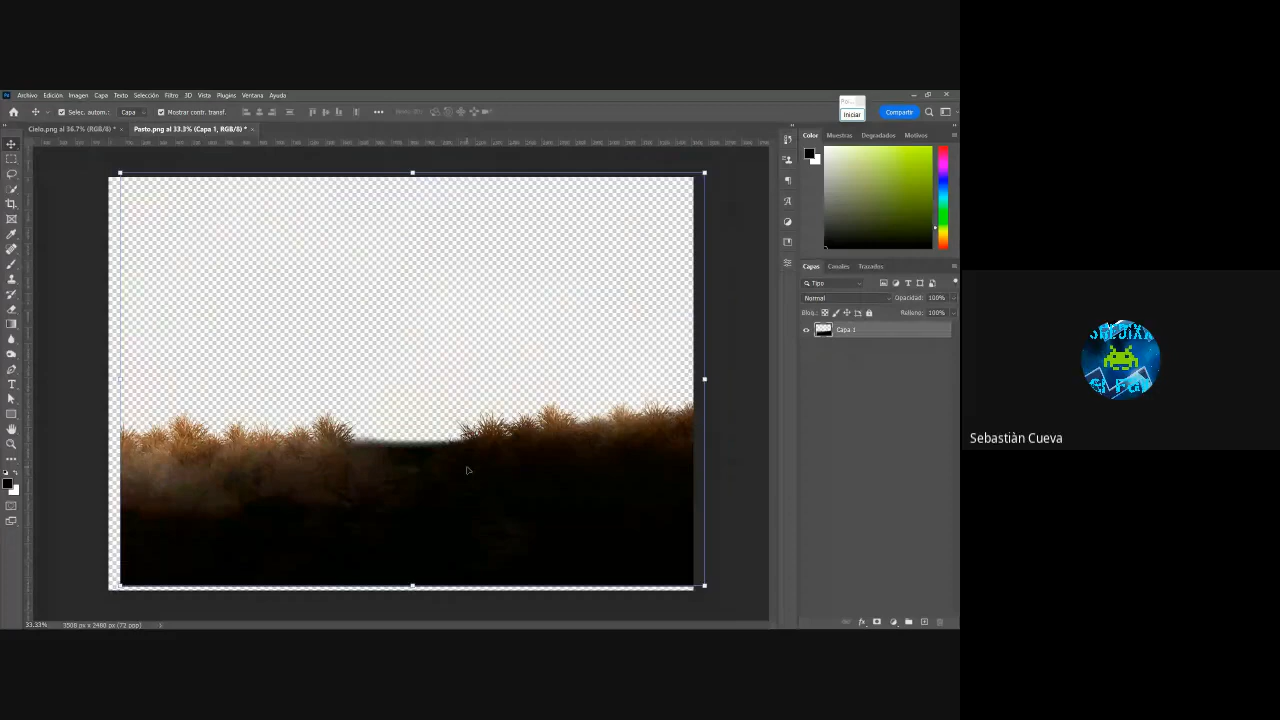 Archivo Edición Imagen Capa Texto Selección Filtro 3D Vista Plugins Ventana Ayuda
Selec. autom.: Capa Mostrar contr. transf.
Iniciar
Compartir
Cielo.png al 36.7% (RGB/8) * × Pasto.png al 33.3% (Capa 1, RGB/8) * ×
Color Muestras Degradados Motivos
Capas Canales Trazados
Tipo
Normal Opacidad: 100%
Bloq.: Relleno: 100%
Capa 1
Sebastiàn Cueva
33.33% 3508 px x 2480 px (72 ppp)